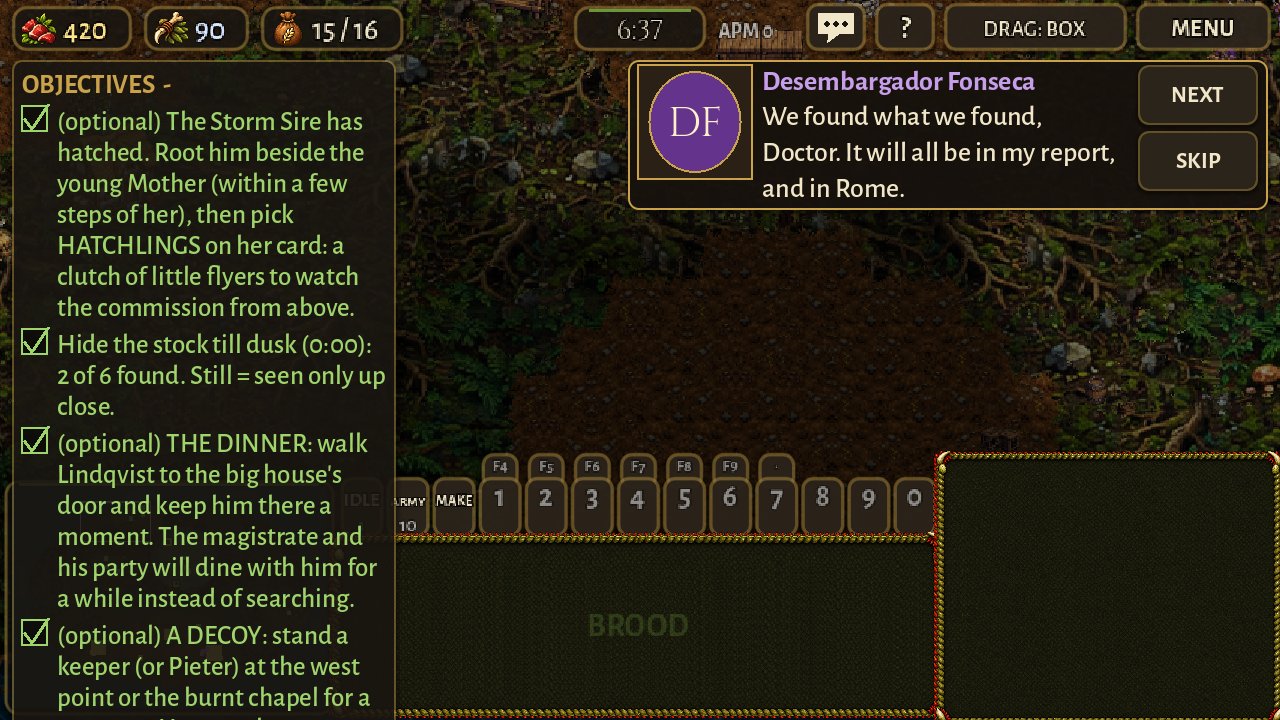 420
90
15/16
6:37
APM 0
?
DRAG: BOX
MENU
OBJECTIVES -
(optional) The Storm Sire has
hatched. Root him beside the
young Mother (within a few
steps of her), then pick
HATCHLINGS on her card: a
clutch of little flyers to watch
the commission from above.
Hide the stock till dusk (0:00):
2 of 6 found. Still = seen only up
close.
(optional) THE DINNER: walk
Lindqvist to the big house's
door and keep him there a
moment. The magistrate and
his party will dine with him for
a while instead of searching.
(optional) A DECOY: stand a
keeper (or Pieter) at the west
point or the burnt chapel for a
DF
Desembargador Fonseca
We found what we found,
Doctor. It will all be in my report,
and in Rome.
NEXT
SKIP
F4 F5 F6 F7 F8 F9
IDLE ARMY 10 MAKE 1 2 3 4 5 6 7 8 9 0
BROOD